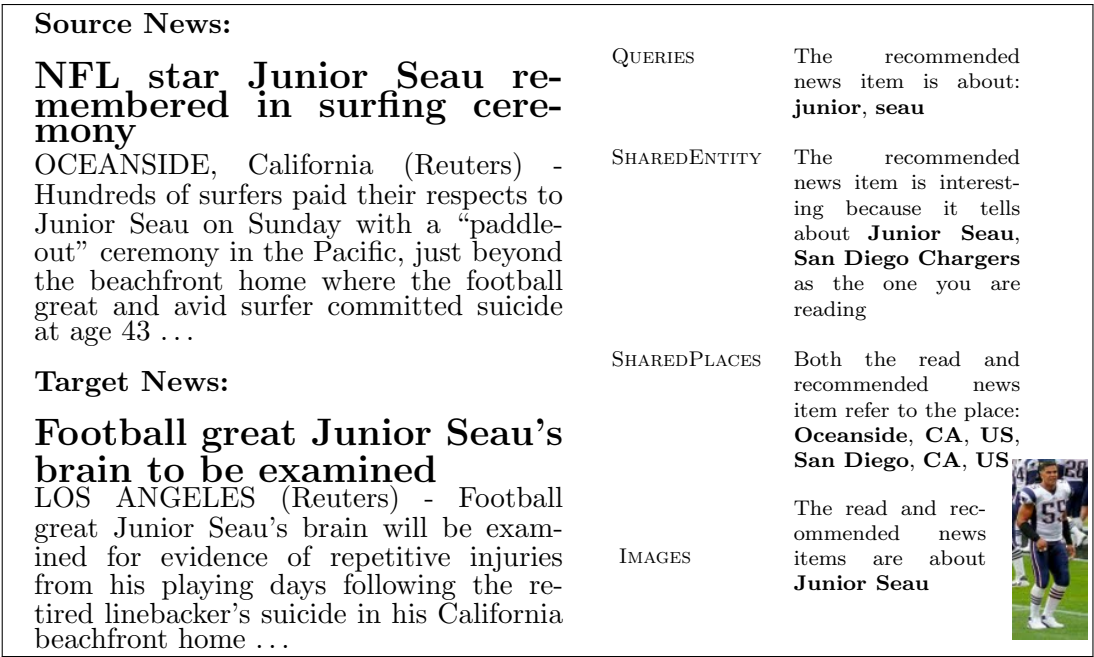 Source News:
NFL star Junior Seau re-
membered in surfing cere-
mony
OCEANSIDE, California (Reuters) -
Hundreds of surfers paid their respects to
Junior Seau on Sunday with a “paddle-
out” ceremony in the Pacific, just beyond
the beachfront home where the football
great and avid surfer committed suicide
at age 43 ...
Target News:
Football great Junior Seau's
brain to be examined
LOS ANGELES (Reuters) - Football
great Junior Seau's brain will be exam-
ined for evidence of repetitive injuries
from his playing days following the re-
tired linebacker's suicide in his California
beachfront home ...
QUERIES
The recommended
news item is about:
junior, seau
SHAREDENTITY
The recommended
news item is interest-
ing because it tells
about Junior Seau,
San Diego Chargers
as the one you are
reading
SHAREDPLACES
Both the read and
recommended news
item refer to the place:
Oceanside, CA, US,
San Diego, CA, US
IMAGES
The read and rec-
ommended news
items are about
Junior Seau
55